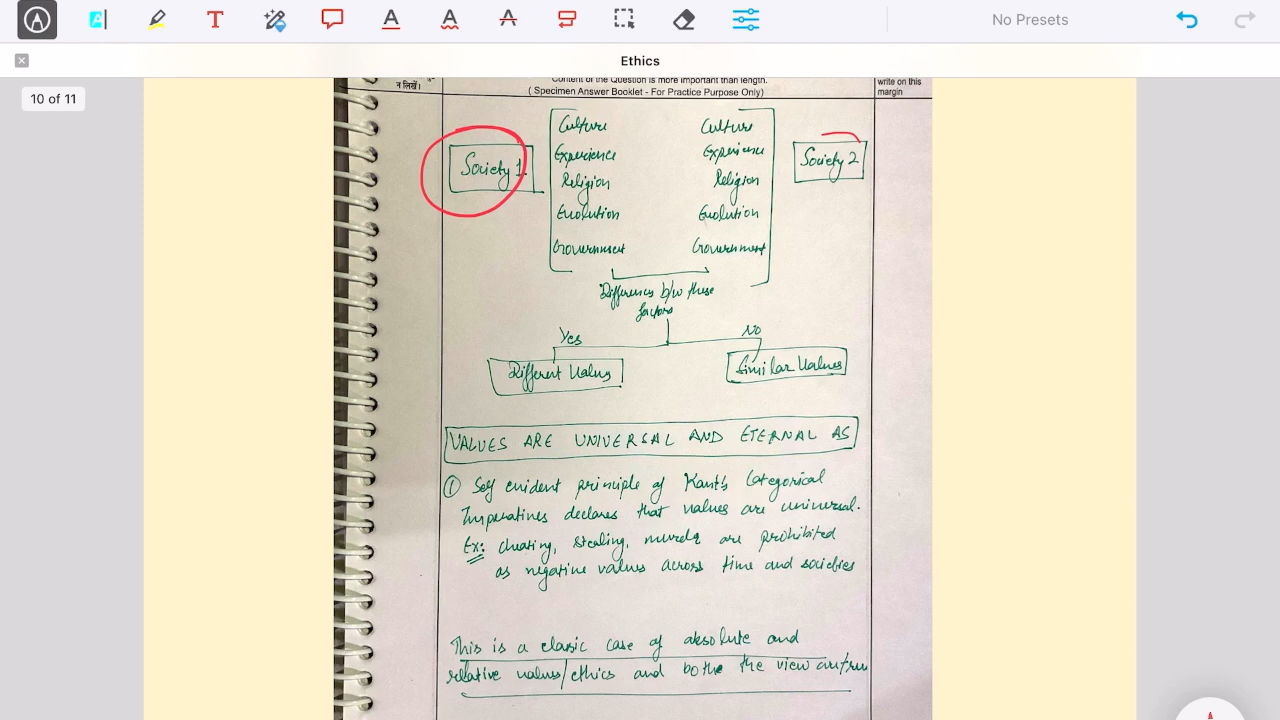 No Presets
Ethics
10 of 11
न लिखें।
Content of the Question is more important than length.
( Specimen Answer Booklet - For Practice Purpose Only)
write on this
margin
Society 1
Culture
Experience
Religion
Evolution
Government
Culture
Experience
Religion
Evolution
Government
Society 2
Differences b/w these
factors
Yes
No
Different Values
Similar Values
VALUES ARE UNIVERSAL AND ETERNAL AS
① Self evident principle of Kant's Categorical
Imperatives declares that values are universal.
Ex: cheating, stealing, murder are prohibited
as negative values across time and societies
This is a classic case of absolute and
relative values/ethics and both the view